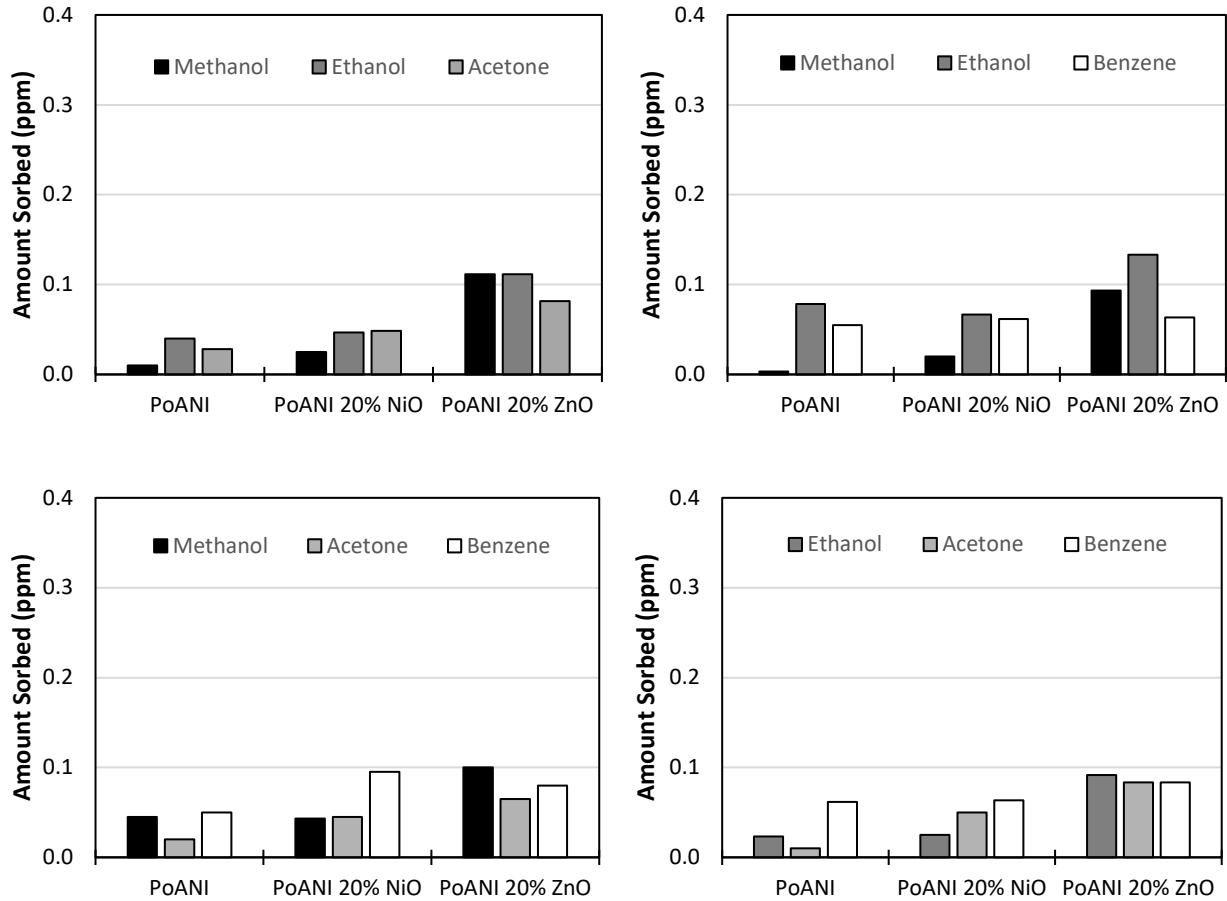 Amount Sorbed (ppm)
0.4
0.3
0.2
0.1
0.0
Methanol Ethanol Acetone
PoANI PoANI 20% NiO PoANI 20% ZnO
Amount Sorbed (ppm)
0.4
0.3
0.2
0.1
0.0
Methanol Ethanol Benzene
PoANI PoANI 20% NiO PoANI 20% ZnO
Amount Sorbed (ppm)
0.4
0.3
0.2
0.1
0.0
Methanol Acetone Benzene
PoANI PoANI 20% NiO PoANI 20% ZnO
Amount Sorbed (ppm)
0.4
0.3
0.2
0.1
0.0
Ethanol Acetone Benzene
PoANI PoANI 20% NiO PoANI 20% ZnO